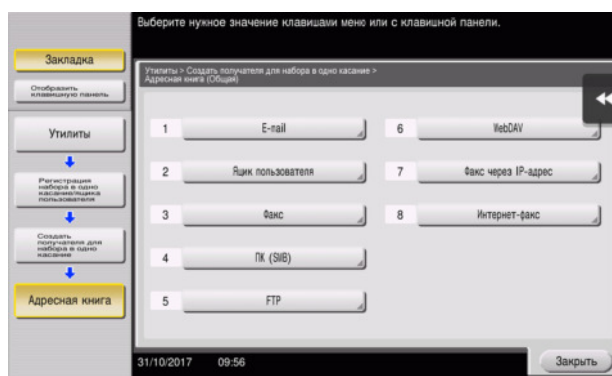 Выберите нужное значение клавишами меню или с клавишной панели.
Закладка
Отобразить
клавишную панель
Утилиты
Регистрация
набора в одно
касание/ящика
пользователя
Создать
получателя для
набора в одно
касание
Адресная книга
Утилиты > Создать получателя для набора в одно касание >
Адресная книга (Общая)
1 E-mail
2 Ящик пользователя
3 Факс
4 ПК (SMB)
5 FTP
6 WebDAV
7 Факс через IP-адрес
8 Интернет-факс
31/10/2017 09:56
Закрыть